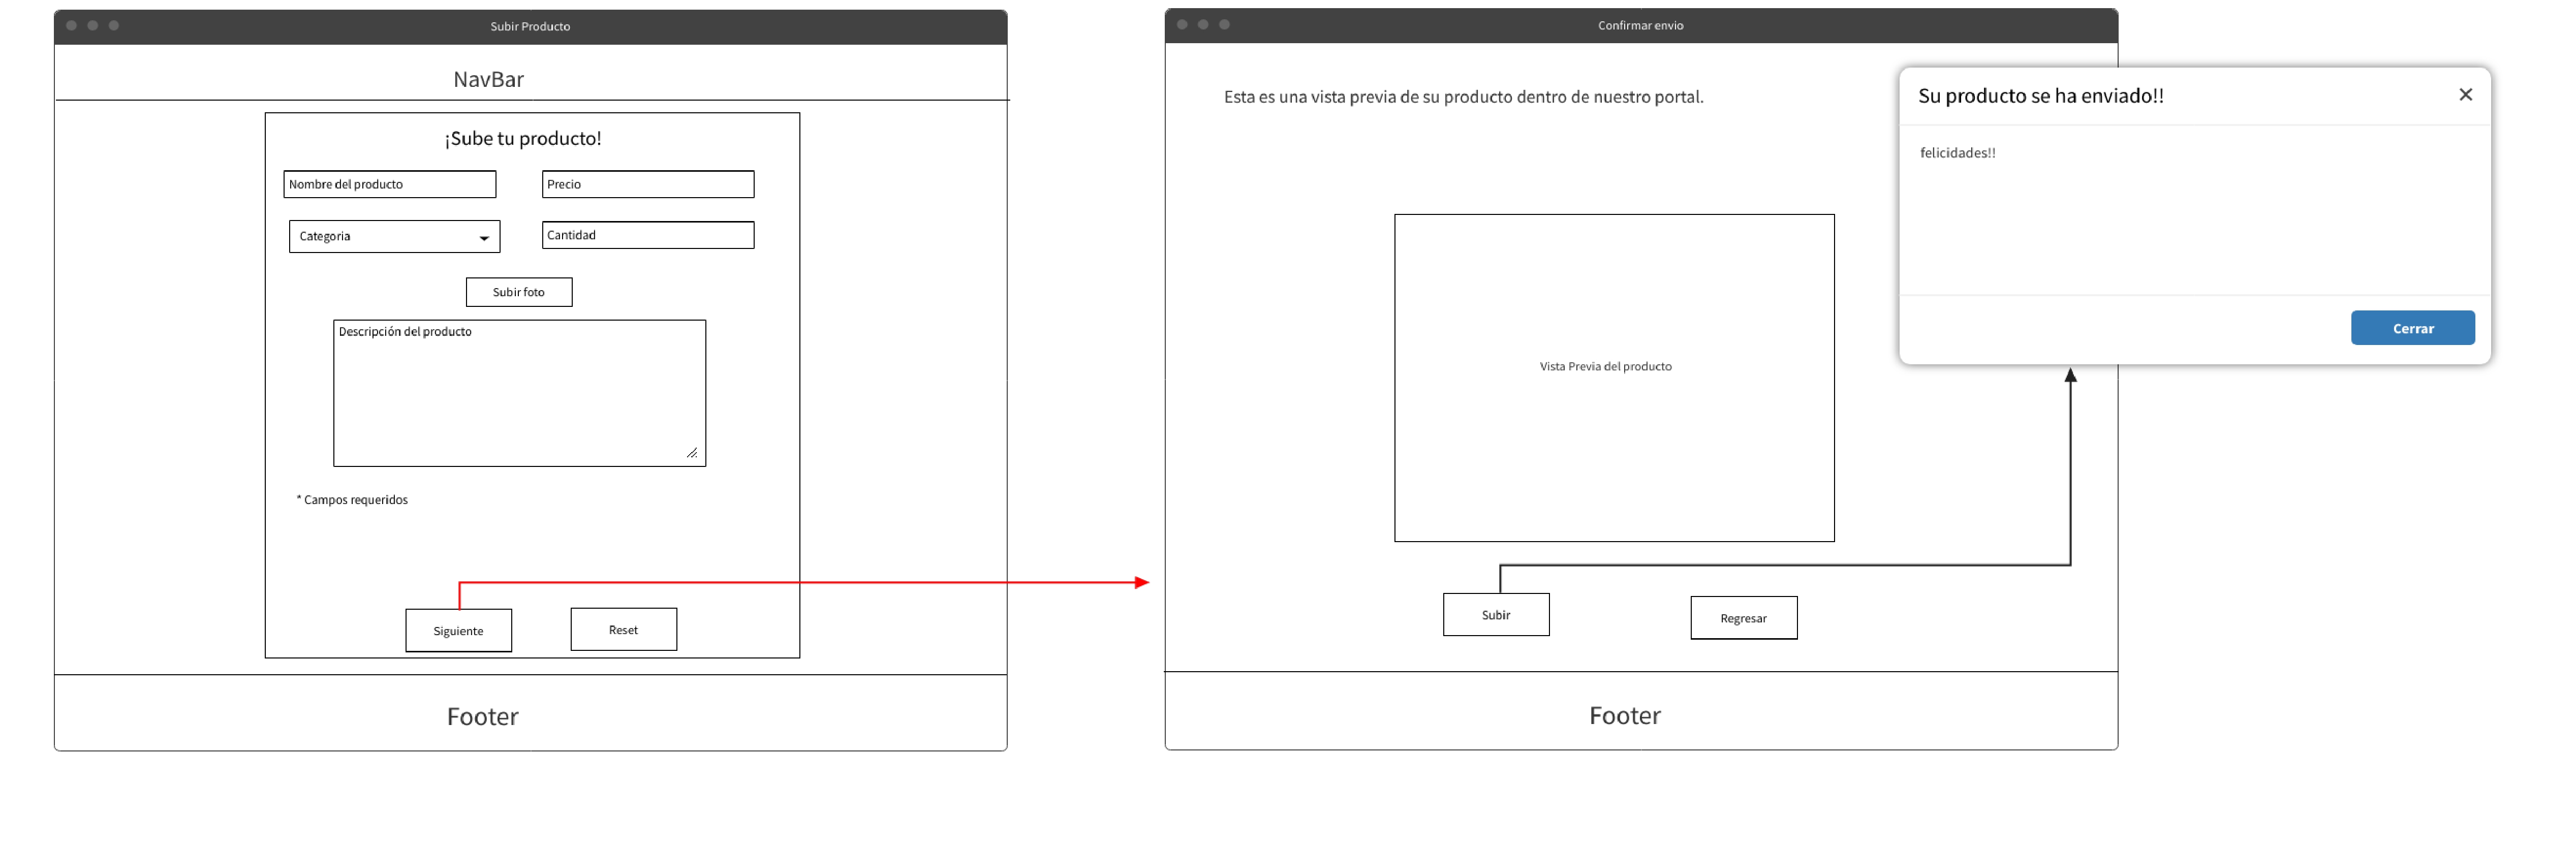 Subir Producto
NavBar
¡Sube tu producto!
Nombre del producto
Precio
Categoria
Cantidad
Subir foto
Descripción del producto
* Campos requeridos
Siguiente
Reset
Footer
Confirmar envio
Esta es una vista previa de su producto dentro de nuestro portal.
Vista Previa del producto
Subir
Regresar
Footer
Su producto se ha enviado!!
felicidades!!
Cerrar